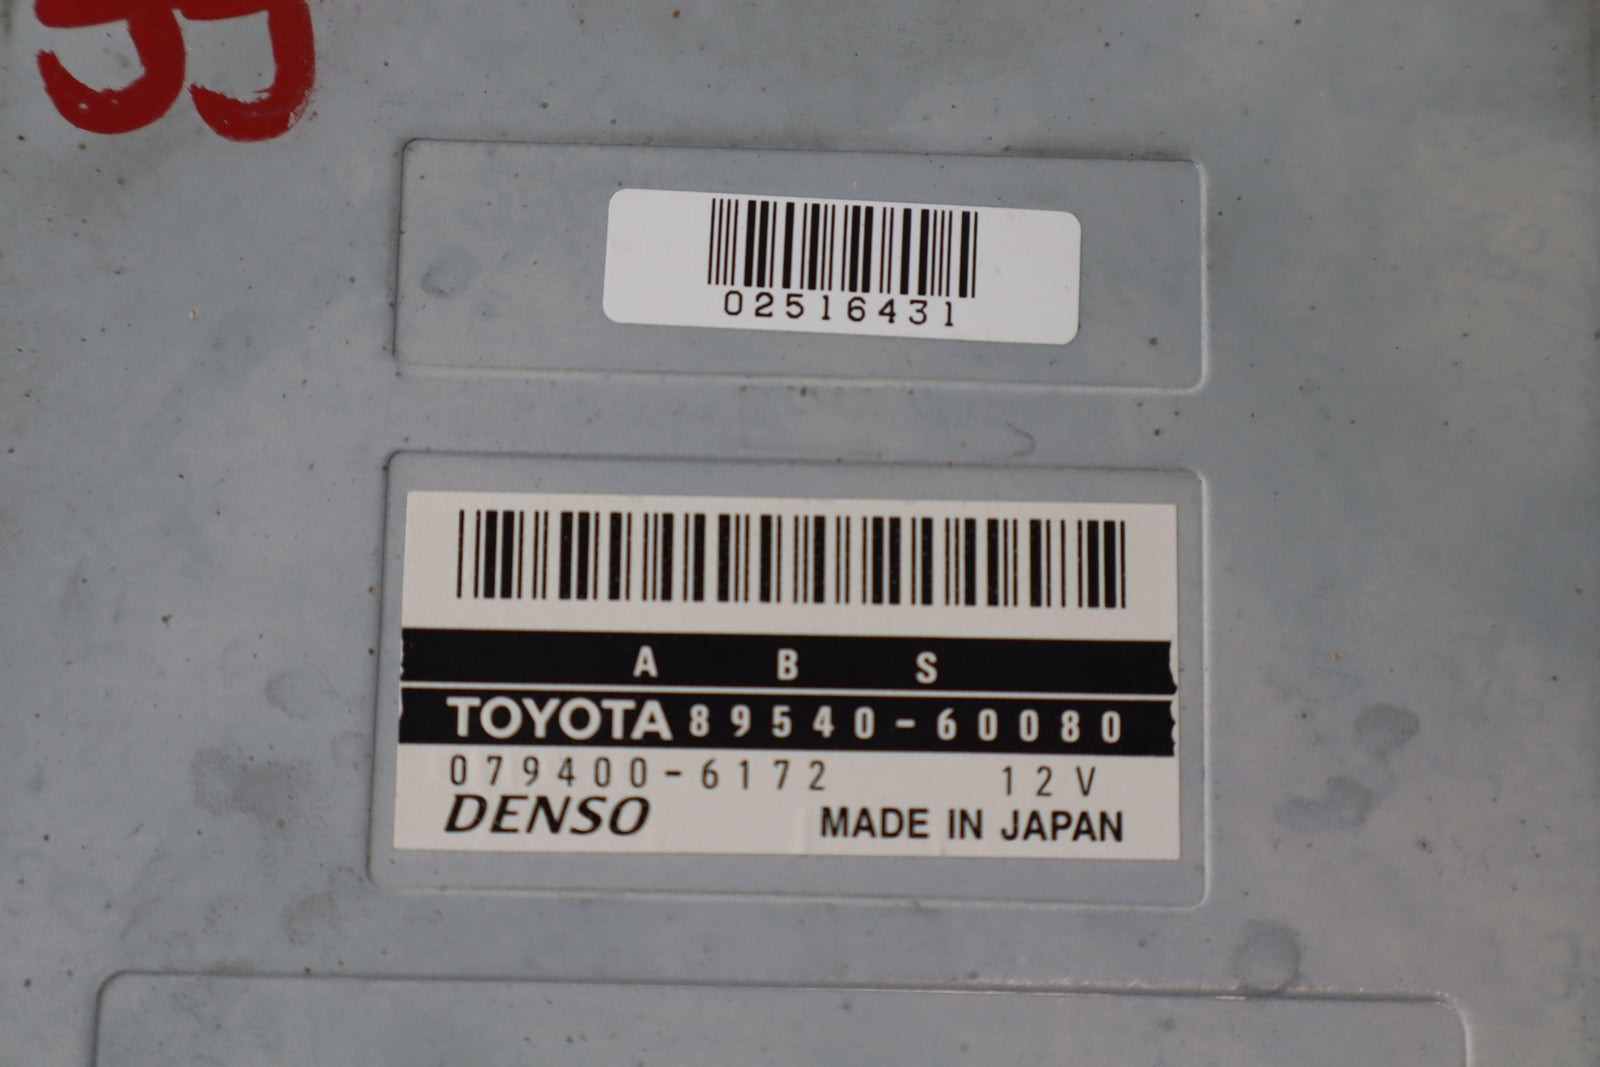 02516431
A B S
TOYOTA 89540-60080
079400-6172 12V
DENSO MADE IN JAPAN